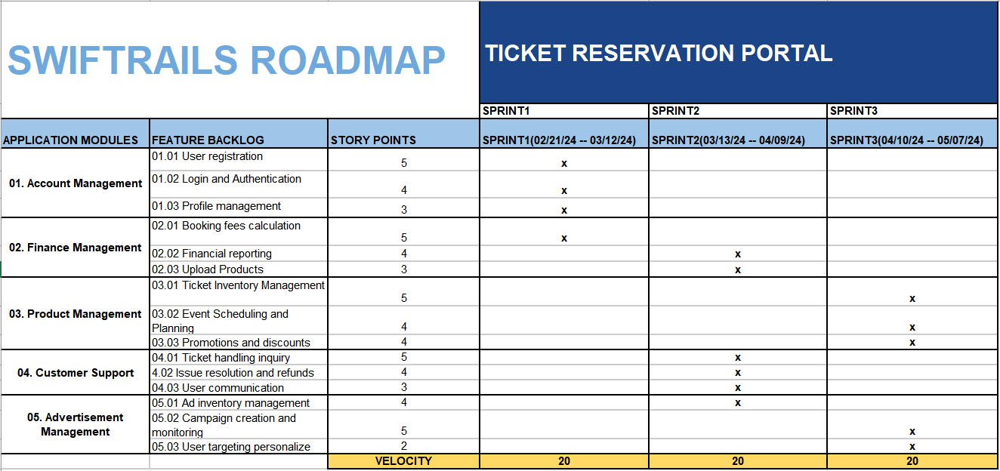 SWIFTRAILS ROADMAP
TICKET RESERVATION PORTAL
SPRINT1 SPRINT2 SPRINT3
APPLICATION MODULES FEATURE BACKLOG STORY POINTS SPRINT1(02/21/24 -- 03/12/24) SPRINT2(03/13/24 -- 04/09/24) SPRINT3(04/10/24 -- 05/07/24)
01. Account Management
01.01 User registration 5 x
01.02 Login and Authentication 4 x
01.03 Profile management 3 x
02. Finance Management
02.01 Booking fees calculation 5 x
02.02 Financial reporting 4 x
02.03 Upload Products 3 x
03. Product Management
03.01 Ticket Inventory Management 5 x
03.02 Event Scheduling and
Planning 4 x
03.03 Promotions and discounts 4 x
04. Customer Support
04.01 Ticket handling inquiry 5 x
4.02 Issue resolution and refunds 4 x
04.03 User communication 3 x
05. Advertisement
Management
05.01 Ad inventory management 4 x
05.02 Campaign creation and
monitoring 5 x
05.03 User targeting personalize 2 x
VELOCITY 20 20 20